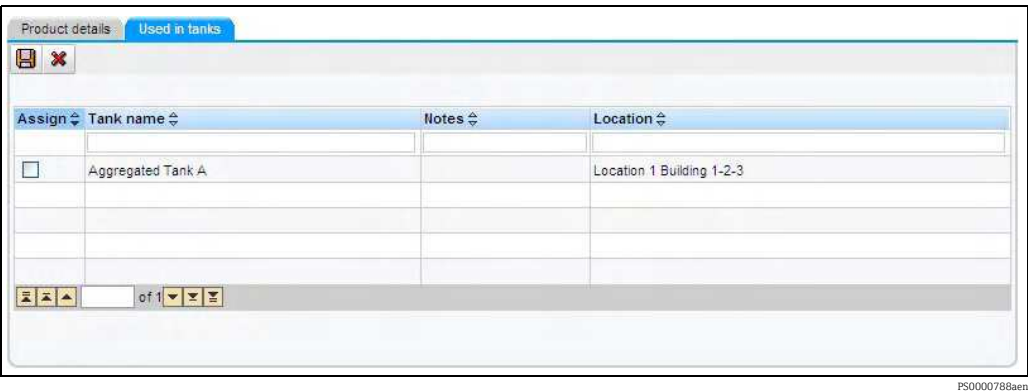 Product details Used in tanks
Assign Tank name Notes Location
Aggregated Tank A Location 1 Building 1-2-3
of 1
PS0000788aen